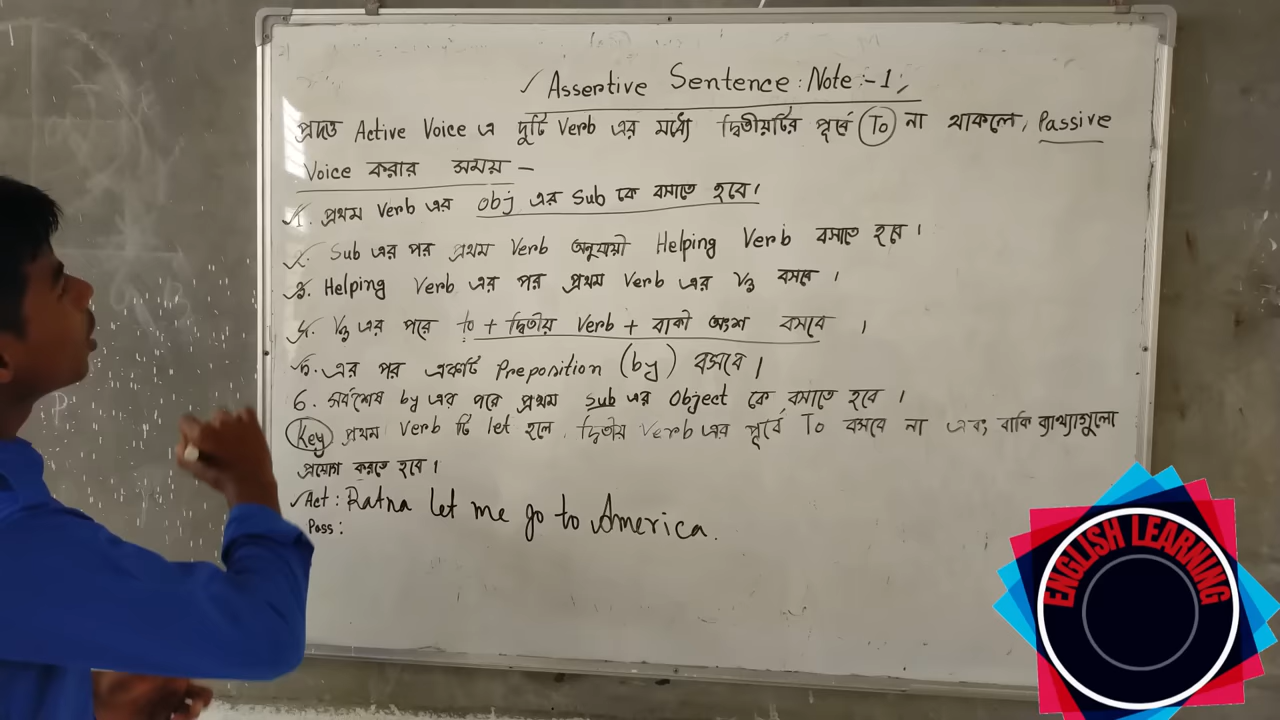 ✓ Assertive Sentence : Note :- 1,
প্রদত্ত Active Voice এ দুটি Verb এর মধ্যে দ্বিতীয়টির পূর্বে To না থাকলে, Passive
Voice করার সময় –
১. প্রথম Verb এর obj এর Sub কে বসাতে হবে।
২. Sub এর পর প্রথম Verb অনুযায়ী Helping Verb বসাতে হবে।
৩. Helping Verb এর পর প্রথম Verb এর V3 বসবে।
৪. V3 এর পরে to + দ্বিতীয় Verb + বাকী অংশ বসবে।
৫. এর পর একটি Preposition (by) বসবে।
৬. সর্বশেষ by এর পরে প্রথম Sub এর Object কে বসাতে হবে।
Key প্রথম Verb টি let হলে, দ্বিতীয় Verb এর পূর্বে To বসবে না এবং বাকি ব্যাখ্যাগুলো
প্রয়োগ করতে হবে।
✓ Act : Ratna let me go to America.
Pass :
ENGLISH LEARNING